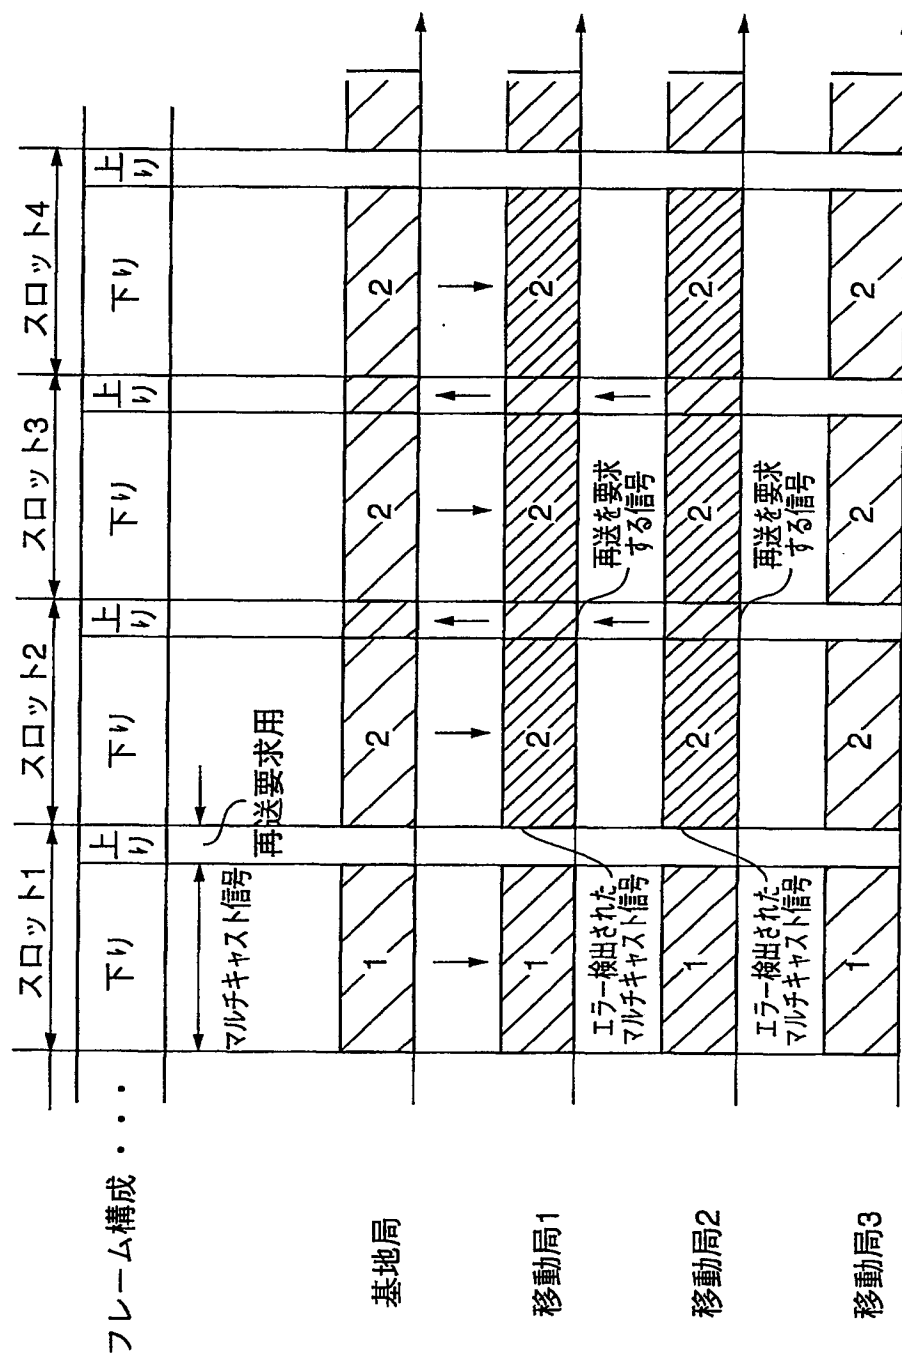 スロット1
スロット2
スロット3
スロット4
フレーム構成・・・
下り
上り
下り
上り
下り
上り
下り
上り
マルチキャスト信号
再送要求用
基地局
1
2
2
2
移動局1
1
2
2
2
エラー検出された
マルチキャスト信号
再送を要求
する信号
移動局2
1
2
2
2
エラー検出された
マルチキャスト信号
再送を要求
する信号
移動局3
1
2
2
2